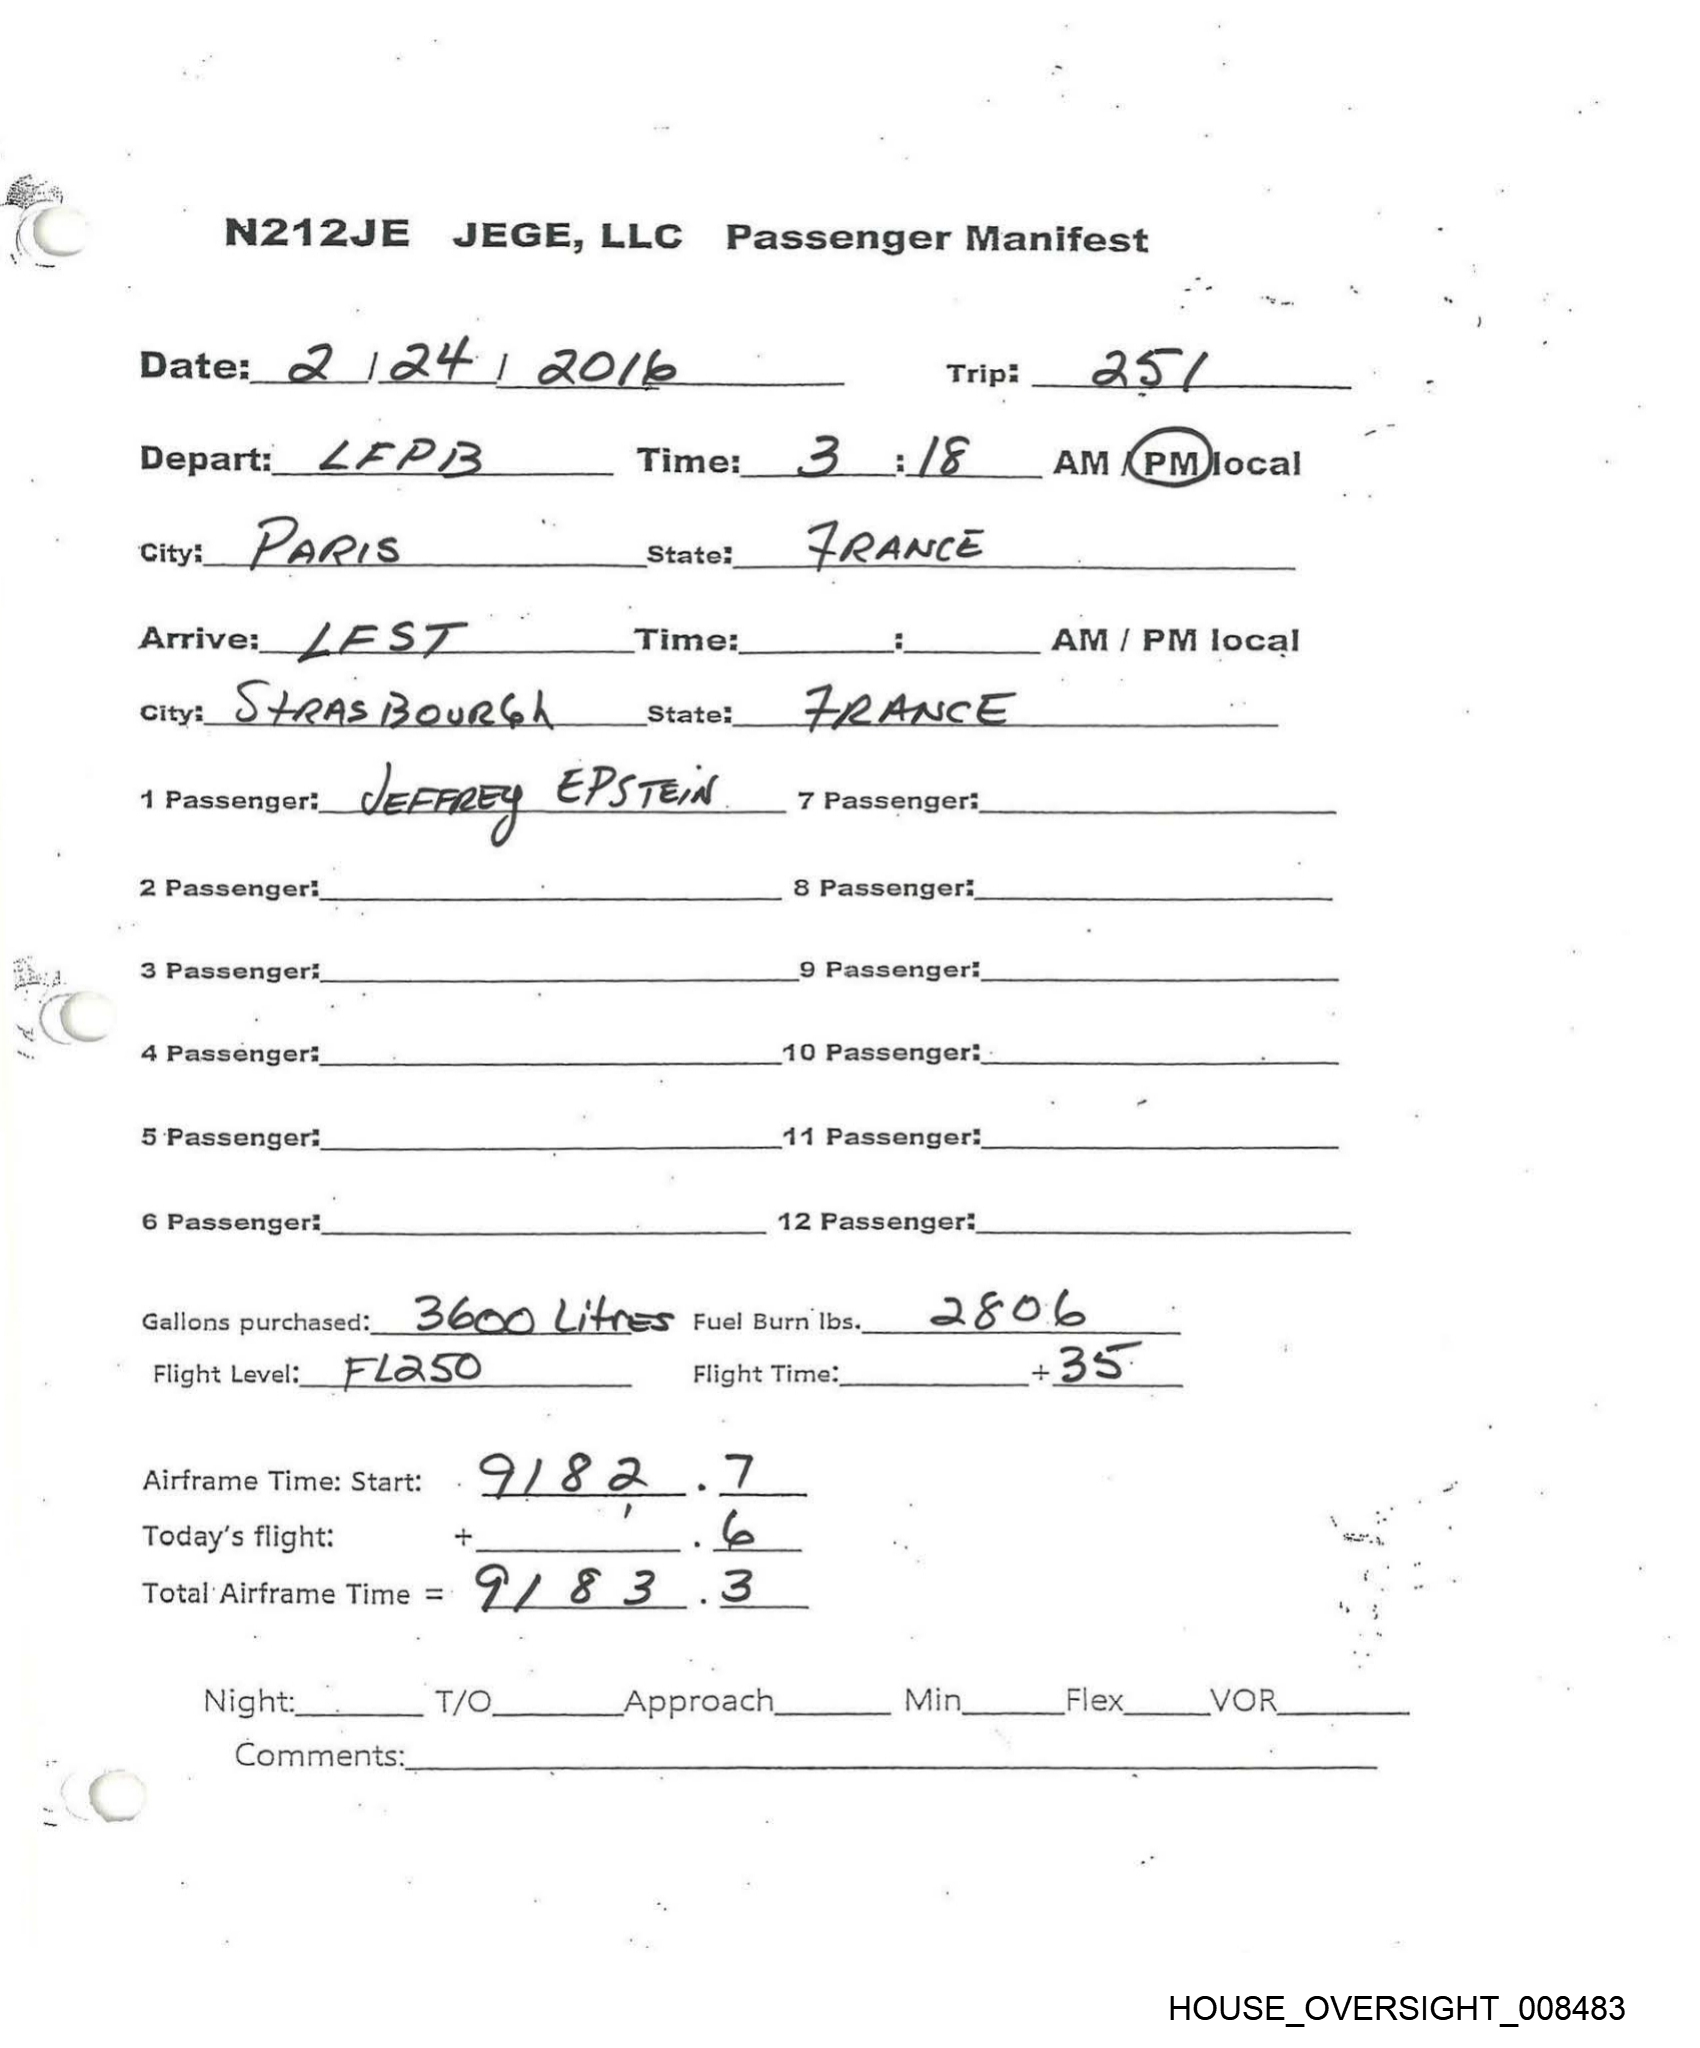 N212JE JEGE, LLC Passenger Manifest
Date: 2 / 24 / 2016 Trip: 251
Depart: LFPB Time: 3 : 18 AM / PM local
City: PARIS State: FRANCE
Arrive: LFST Time: : AM / PM local
City: STRASBOURGh State: FRANCE
1 Passenger: JEFFREY EPSTEIN 7 Passenger:
2 Passenger: 8 Passenger:
3 Passenger: 9 Passenger:
4 Passenger: 10 Passenger:
5 Passenger: 11 Passenger:
6 Passenger: 12 Passenger:
Gallons purchased: 3600 LitrES Fuel Burn lbs. 2806
Flight Level: FL250 Flight Time: + 35
Airframe Time: Start: 9182 . 7
Today's flight: + . 6
Total Airframe Time = 9183 . 3
Night: T/O Approach Min Flex VOR
Comments:
HOUSE_OVERSIGHT_008483